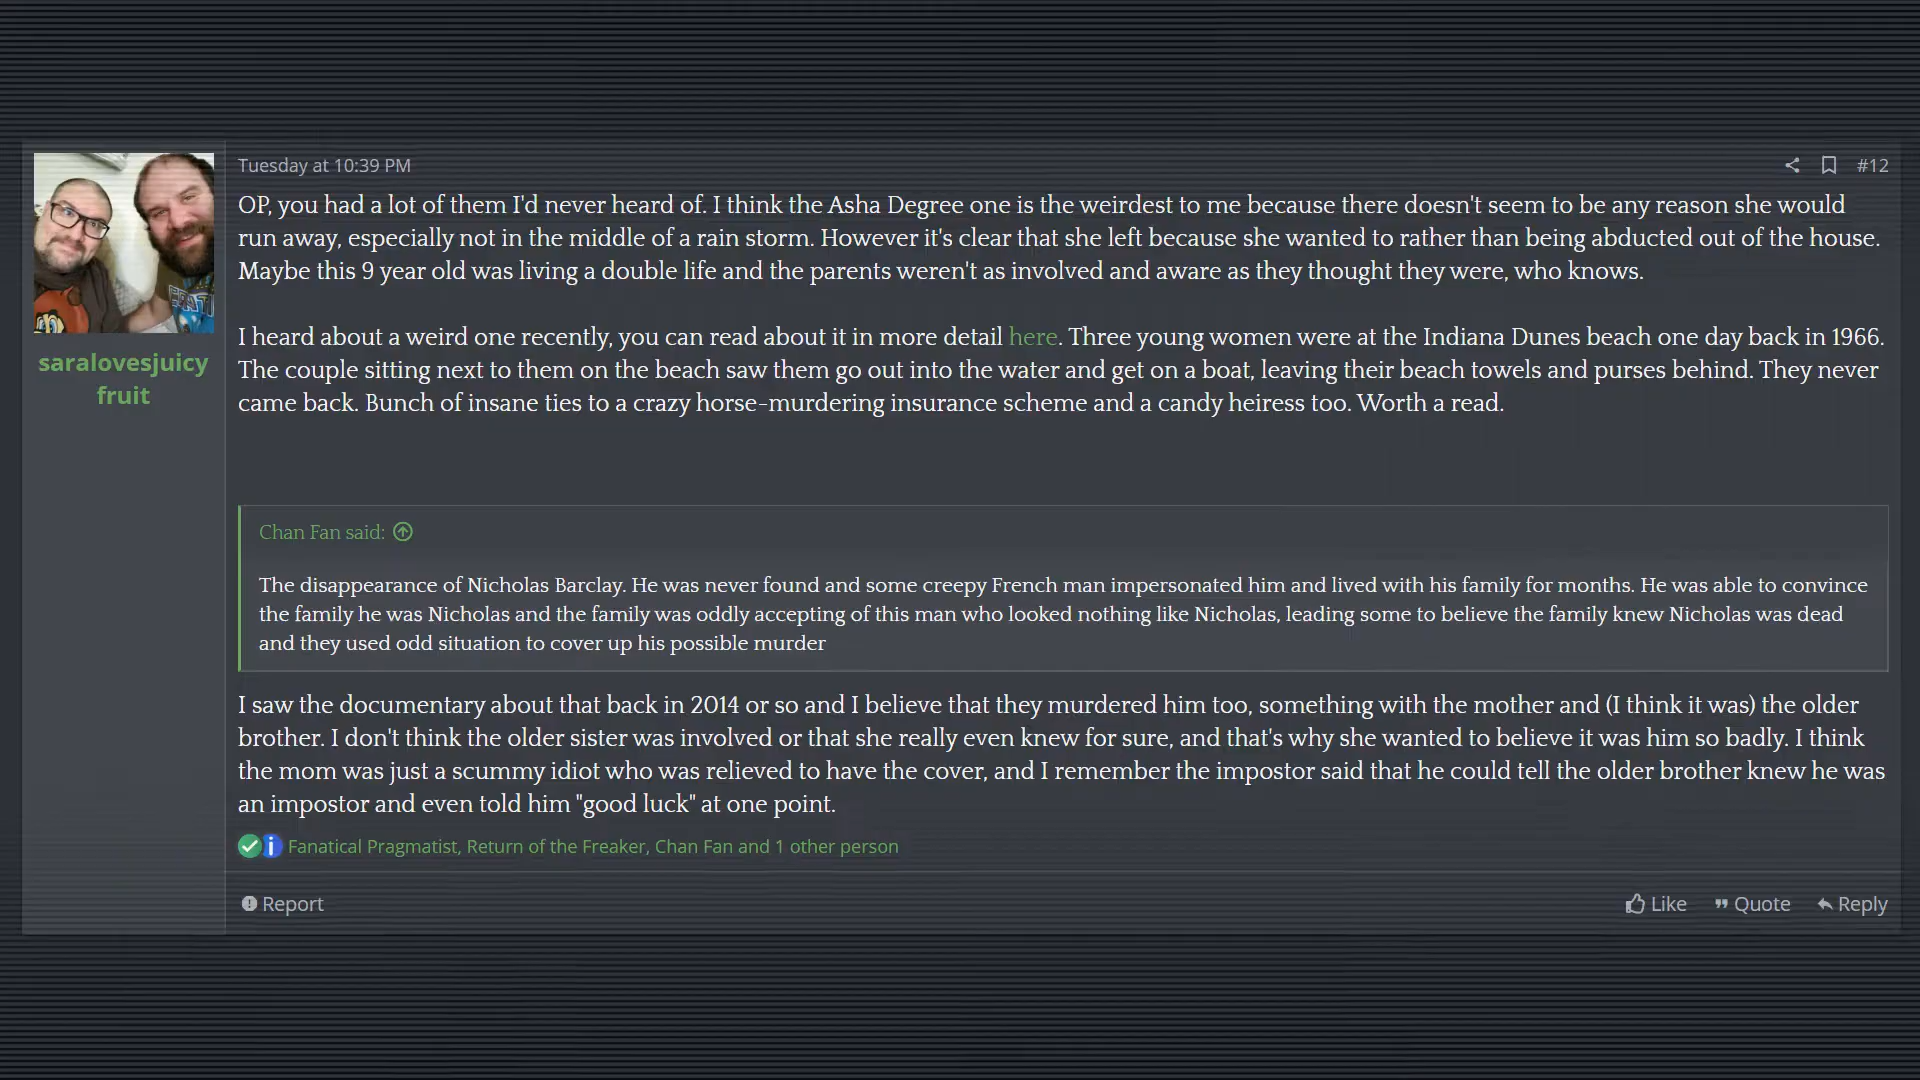 Tuesday at 10:39 PM
#12
saralovesjuicy
fruit
OP, you had a lot of them I'd never heard of. I think the Asha Degree one is the weirdest to me because there doesn't seem to be any reason she would
run away, especially not in the middle of a rain storm. However it's clear that she left because she wanted to rather than being abducted out of the house.
Maybe this 9 year old was living a double life and the parents weren't as involved and aware as they thought they were, who knows.
I heard about a weird one recently, you can read about it in more detail here. Three young women were at the Indiana Dunes beach one day back in 1966.
The couple sitting next to them on the beach saw them go out into the water and get on a boat, leaving their beach towels and purses behind. They never
came back. Bunch of insane ties to a crazy horse-murdering insurance scheme and a candy heiress too. Worth a read.
Chan Fan said:
The disappearance of Nicholas Barclay. He was never found and some creepy French man impersonated him and lived with his family for months. He was able to convince
the family he was Nicholas and the family was oddly accepting of this man who looked nothing like Nicholas, leading some to believe the family knew Nicholas was dead
and they used odd situation to cover up his possible murder
I saw the documentary about that back in 2014 or so and I believe that they murdered him too, something with the mother and (I think it was) the older
brother. I don't think the older sister was involved or that she really even knew for sure, and that's why she wanted to believe it was him so badly. I think
the mom was just a scummy idiot who was relieved to have the cover, and I remember the impostor said that he could tell the older brother knew he was
an impostor and even told him "good luck" at one point.
Fanatical Pragmatist, Return of the Freaker, Chan Fan and 1 other person
Report
Like
Quote
Reply